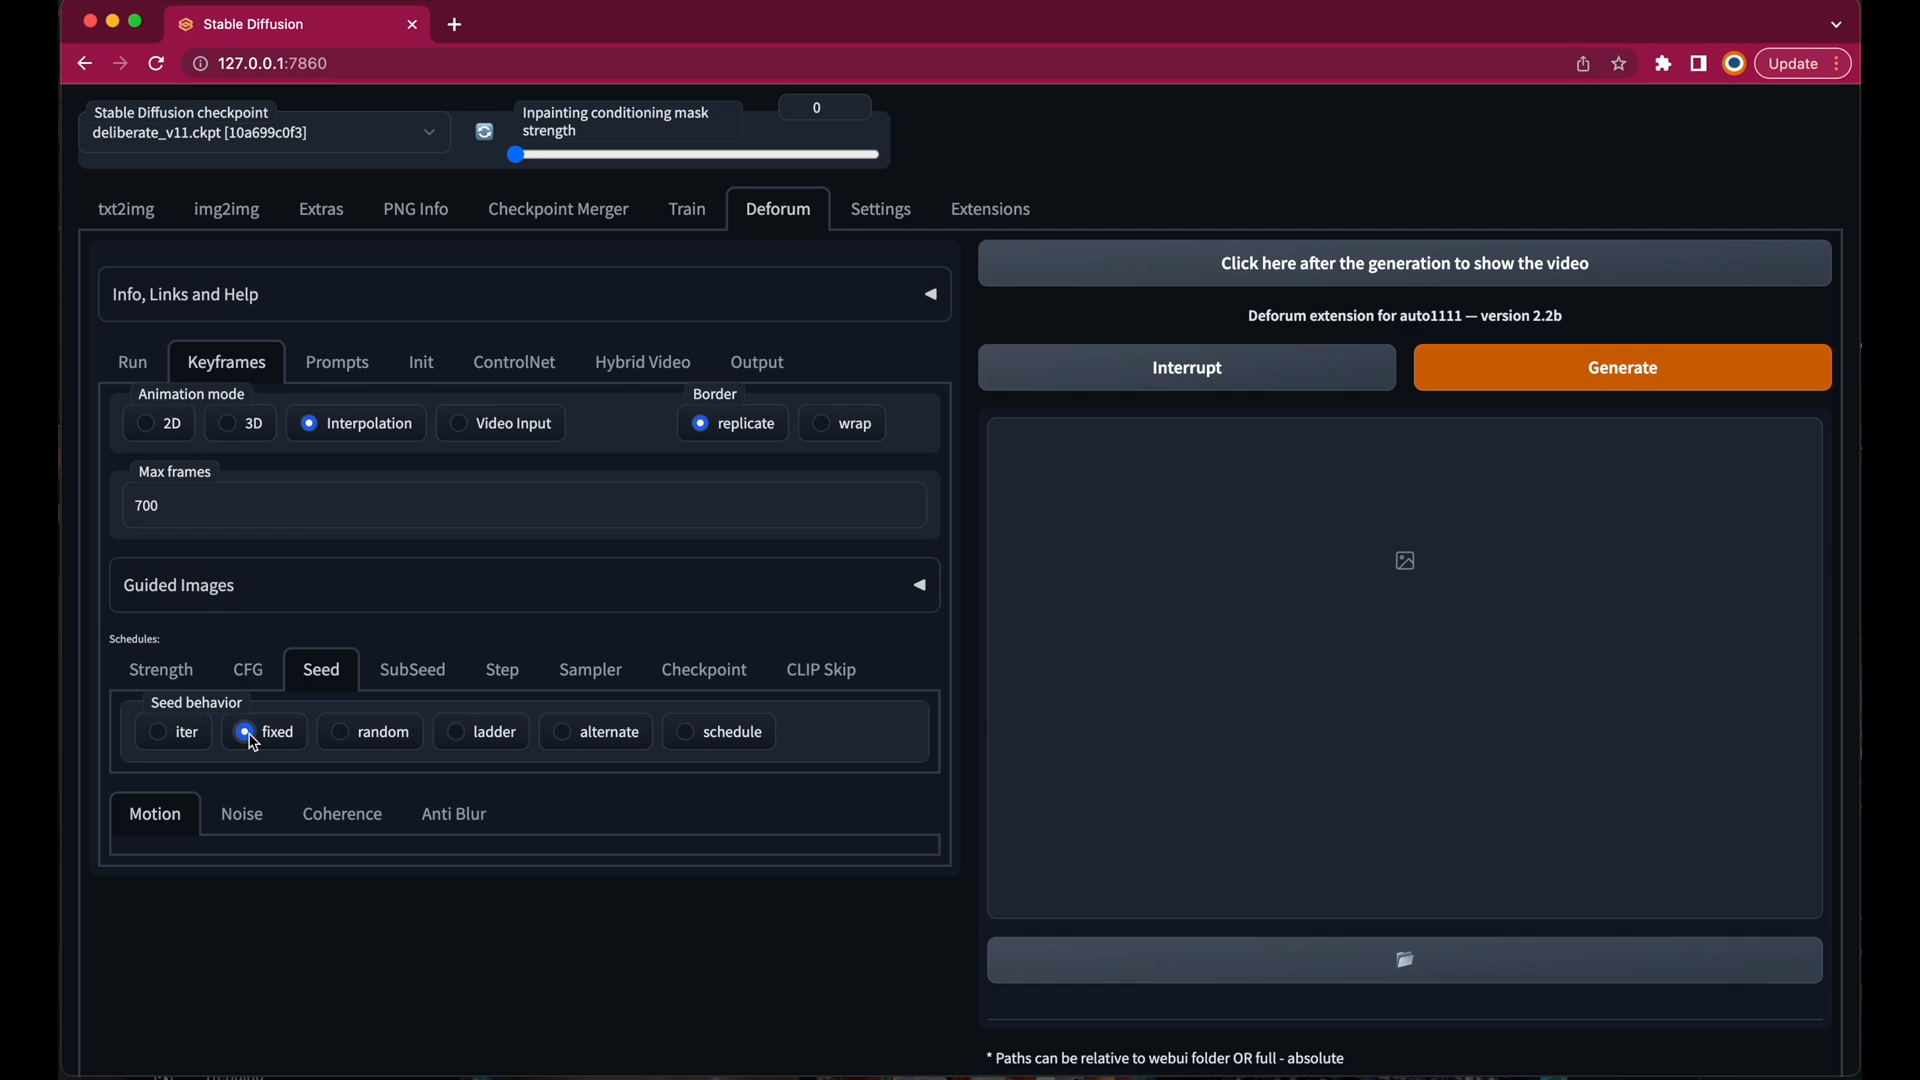 Stable Diffusion
127.0.0.1:7860
Update
Stable Diffusion checkpoint
deliberate_v11.ckpt [10a699c0f3]
Inpainting conditioning mask
strength
0
txt2img img2img Extras PNG Info Checkpoint Merger Train Deforum Settings Extensions
Info, Links and Help
Click here after the generation to show the video
Deforum extension for auto1111 — version 2.2b
Run Keyframes Prompts Init ControlNet Hybrid Video Output
Interrupt Generate
Animation mode
2D 3D Interpolation Video Input
Border
replicate wrap
Max frames
700
Guided Images
Schedules:
Strength CFG Seed SubSeed Step Sampler Checkpoint CLIP Skip
Seed behavior
iter fixed random ladder alternate schedule
Motion Noise Coherence Anti Blur
* Paths can be relative to webui folder OR full - absolute